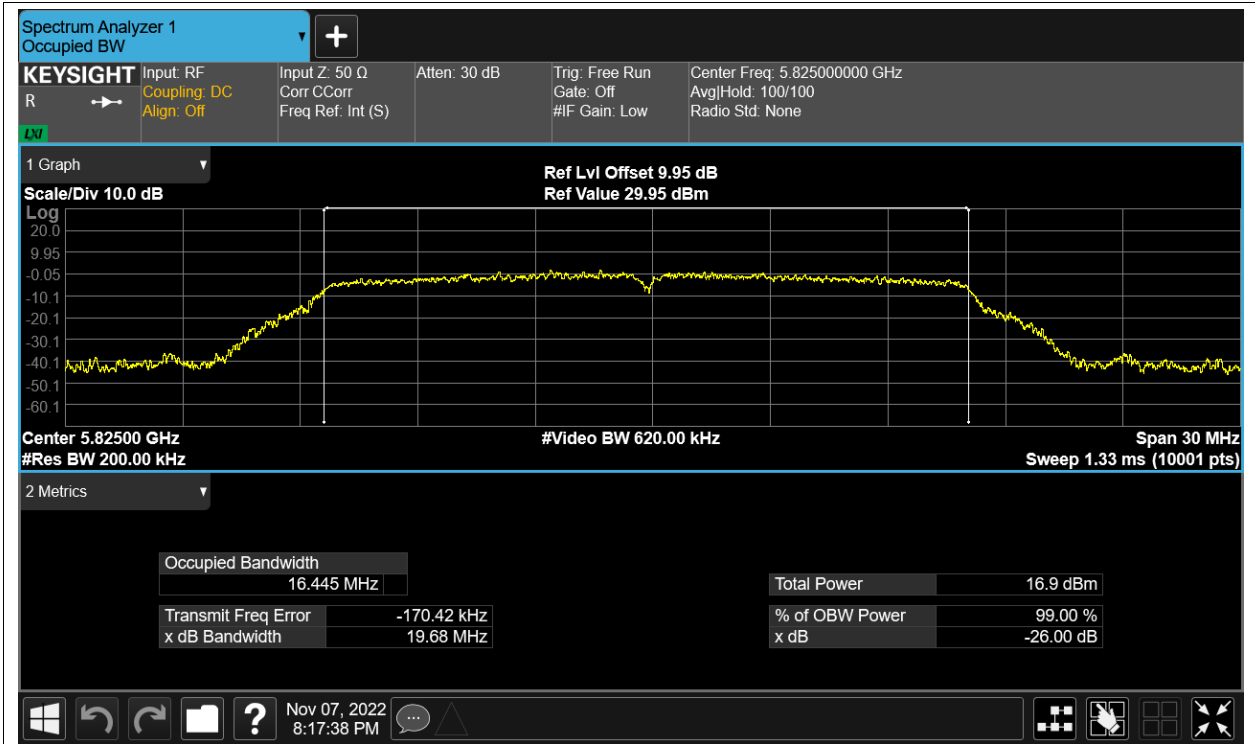 Spectrum Analyzer 1
Occupied BW
KEYSIGHT
R
LXI
Input: RF
Coupling: DC
Align: Off
Input Z: 50 Ω
Corr CCorr
Freq Ref: Int (S)
Atten: 30 dB
Trig: Free Run
Gate: Off
#IF Gain: Low
Center Freq: 5.825000000 GHz
Avg|Hold: 100/100
Radio Std: None
1 Graph
Scale/Div 10.0 dB
Ref Lvl Offset 9.95 dB
Ref Value 29.95 dBm
Log
20.0
9.95
-0.05
-10.1
-20.1
-30.1
-40.1
-50.1
-60.1
Center 5.82500 GHz
#Video BW 620.00 kHz
Span 30 MHz
#Res BW 200.00 kHz
Sweep 1.33 ms (10001 pts)
2 Metrics
Occupied Bandwidth
16.445 MHz
Transmit Freq Error -170.42 kHz
x dB Bandwidth 19.68 MHz
Total Power 16.9 dBm
% of OBW Power 99.00 %
x dB -26.00 dB
?
Nov 07, 2022
8:17:38 PM